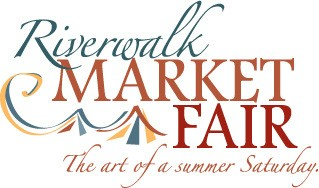 Riverwalk
MARKET
FAIR
The art of a summer Saturday.